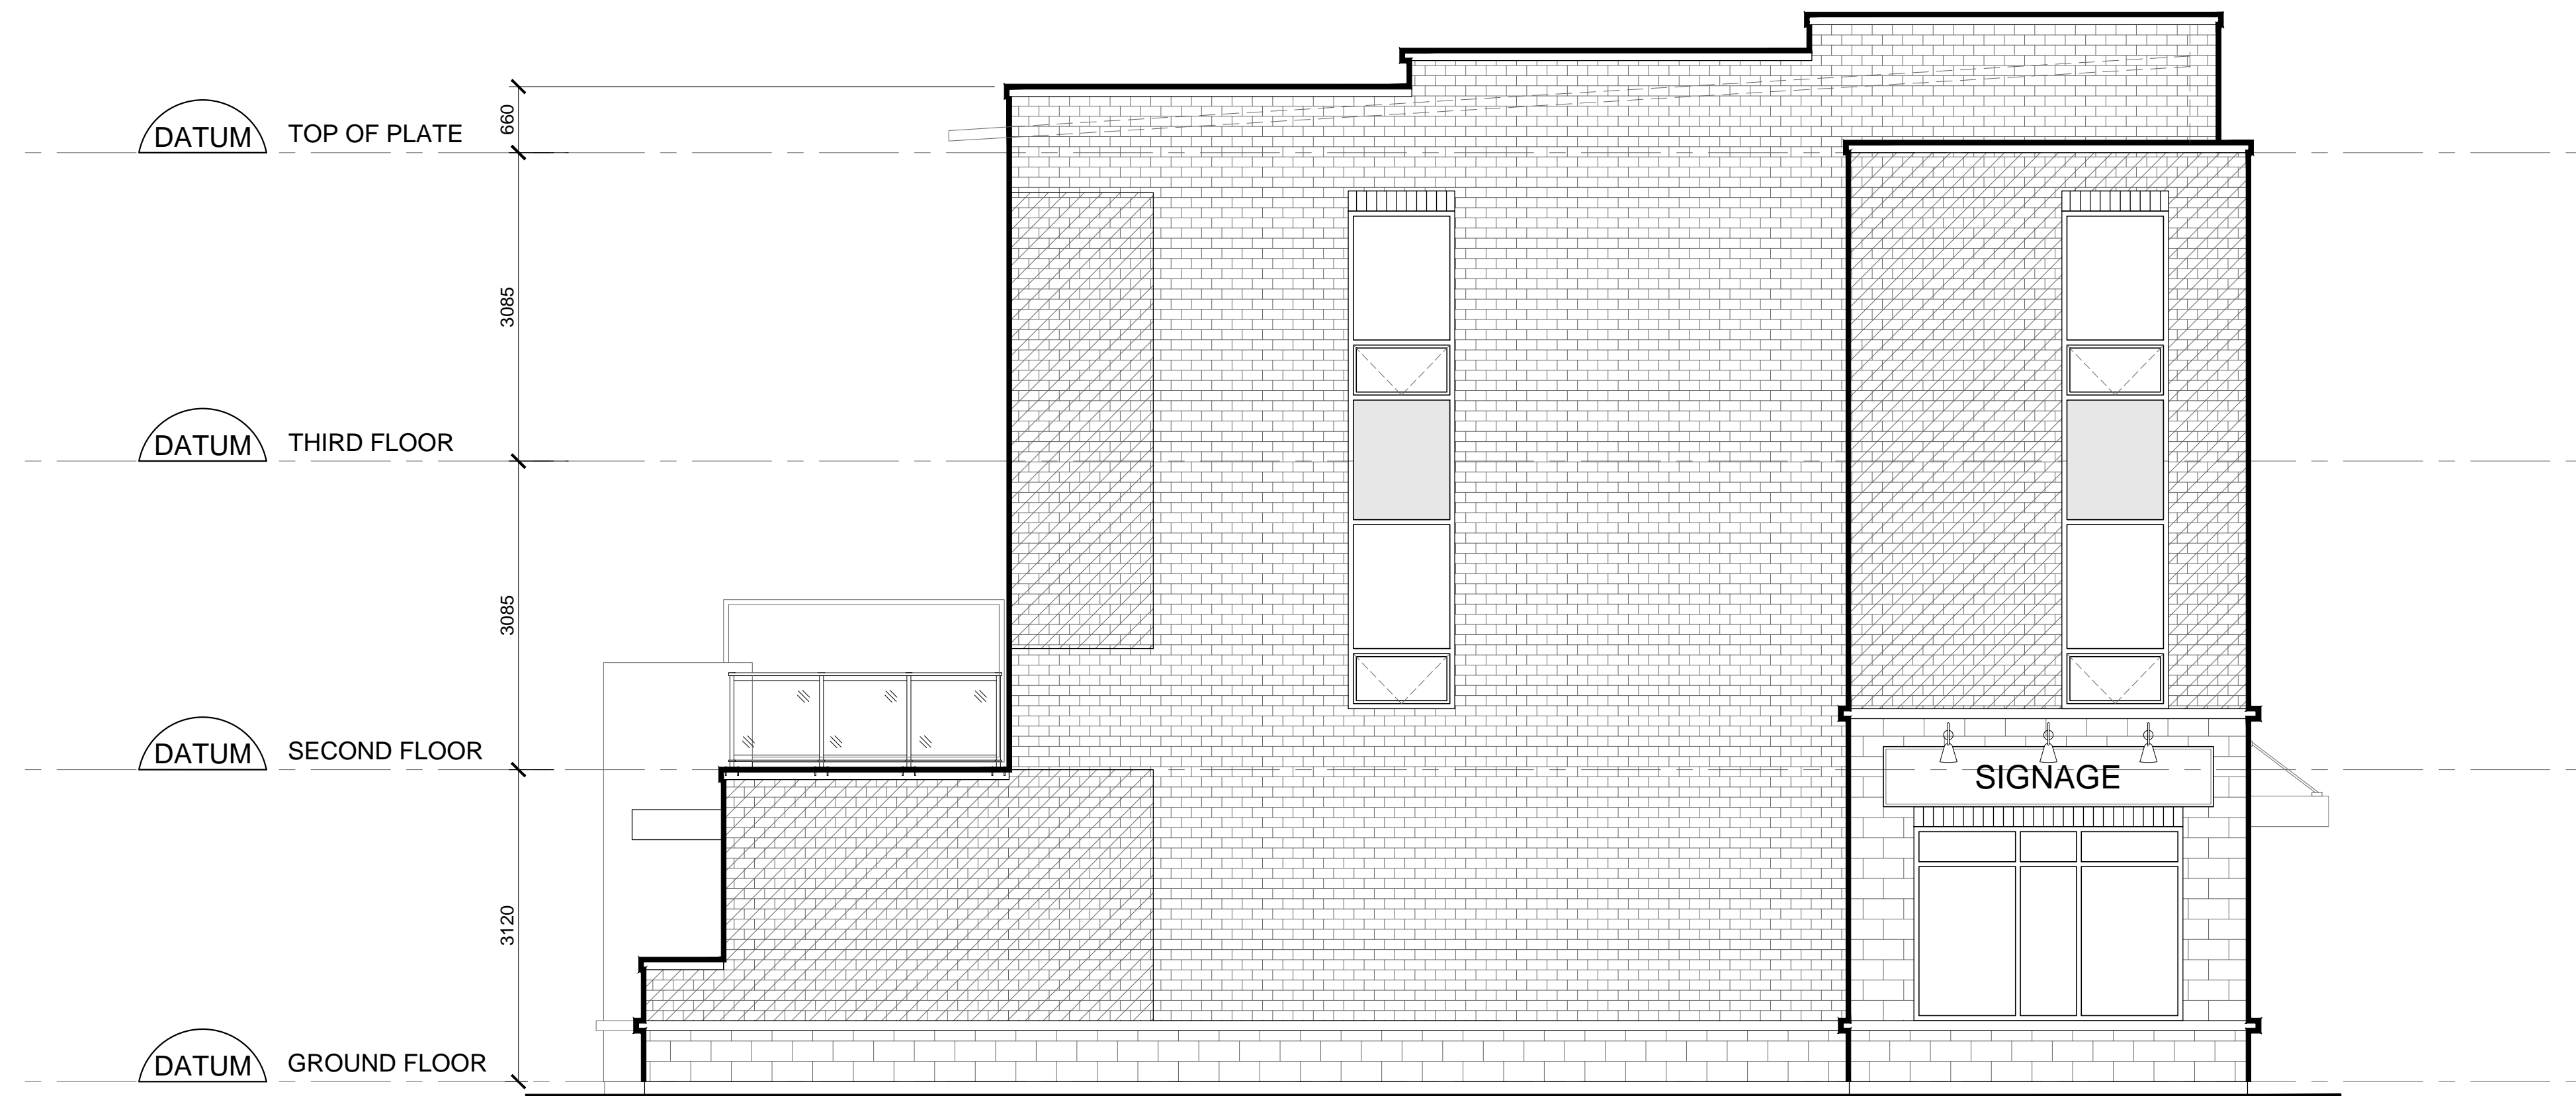 660
DATUM TOP OF PLATE
3085
DATUM THIRD FLOOR
3085
DATUM SECOND FLOOR
SIGNAGE
3120
DATUM GROUND FLOOR